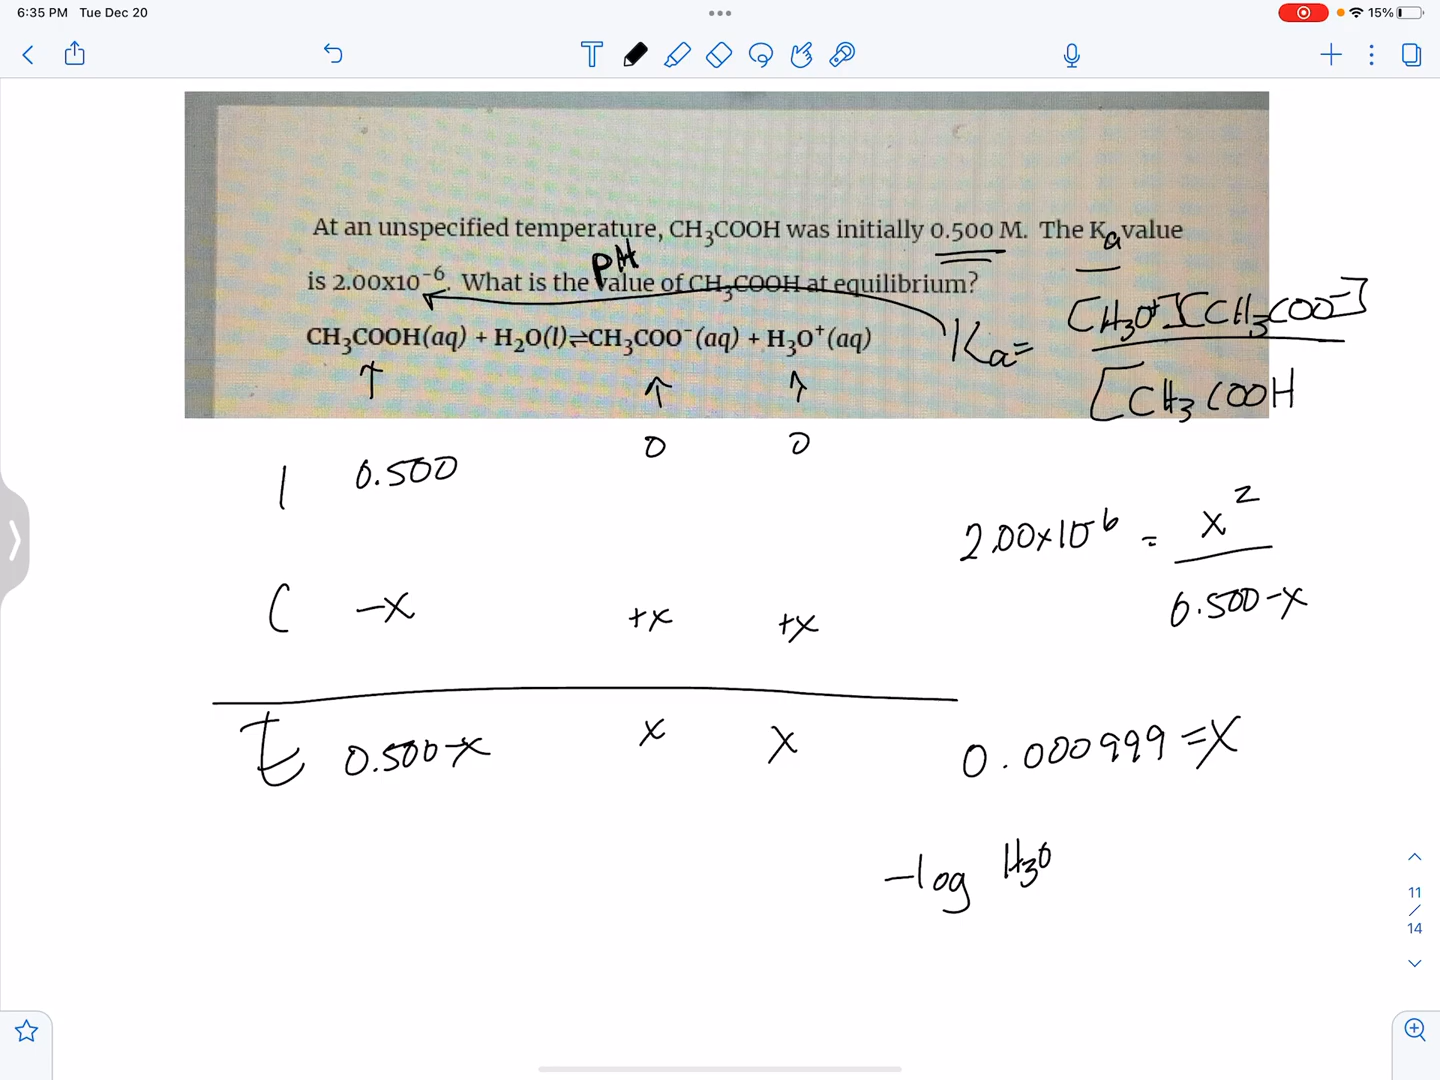 6:35 PM Tue Dec 20
15%
At an unspecified temperature, CH₃COOH was initially 0.500 M. The Ka value
pH
is 2.00x10⁻⁶. What is the value of CH₃COOH at equilibrium?
CH₃COOH(aq) + H₂O(l)⇌CH₃COO⁻(aq) + H₃O⁺(aq)
Ka =
[H₃O⁺][CH₃COO⁻]
[CH₃COOH
0 0
I 0.500
2.00x10⁻⁶ = x²
0.500-x
C -x +x +x
E 0.500-x x x
0.000999 = X
-log H₃O
11
/
14